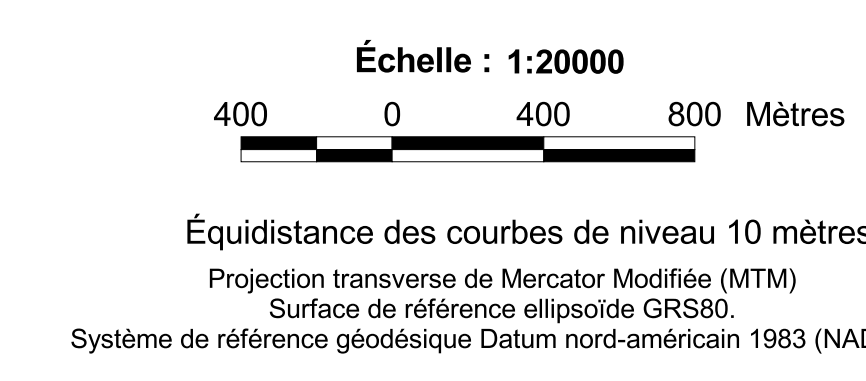 Échelle : 1:20000
400 0 400 800 Mètres
Équidistance des courbes de niveau 10 mètres
Projection transverse de Mercator Modifiée (MTM)
Surface de référence ellipsoïde GRS80.
Système de référence géodésique Datum nord-américain 1983 (NAD